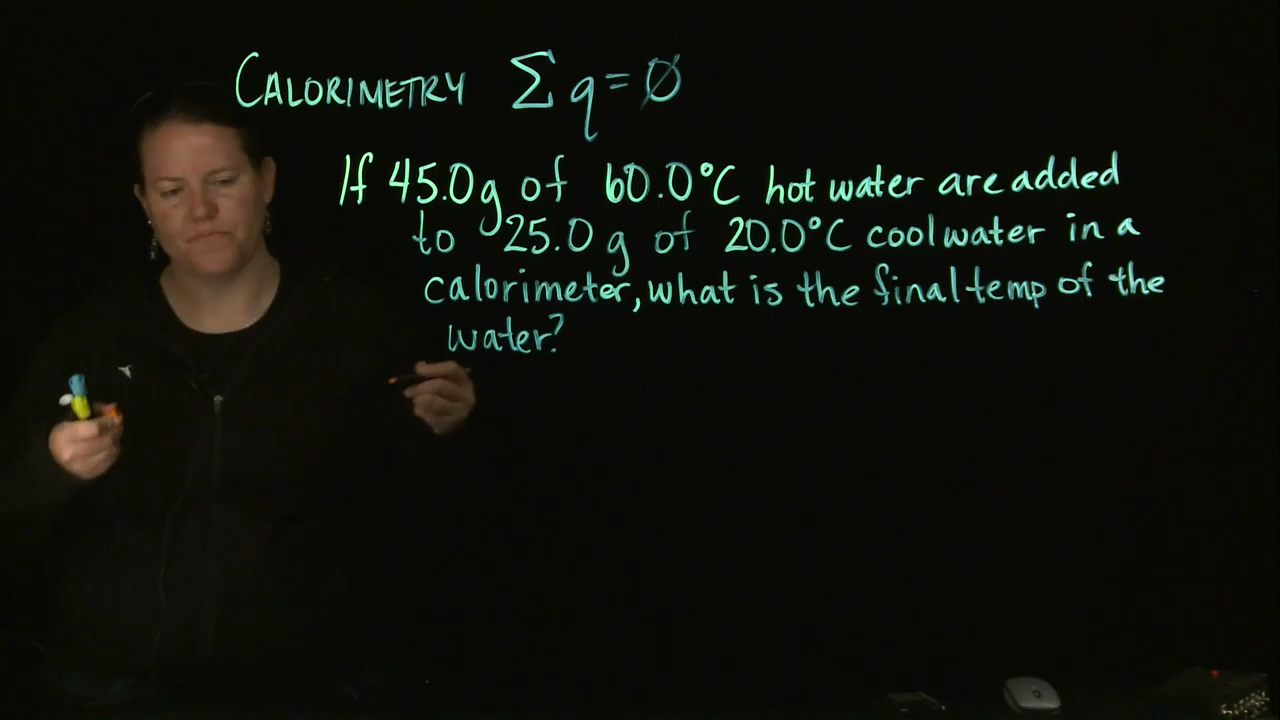 CALORIMETRY Σ q = ∅
If 45.0g of 60.0°C hot water are added
to 25.0 g of 20.0°C cool water in a
calorimeter, what is the final temp of the
water?